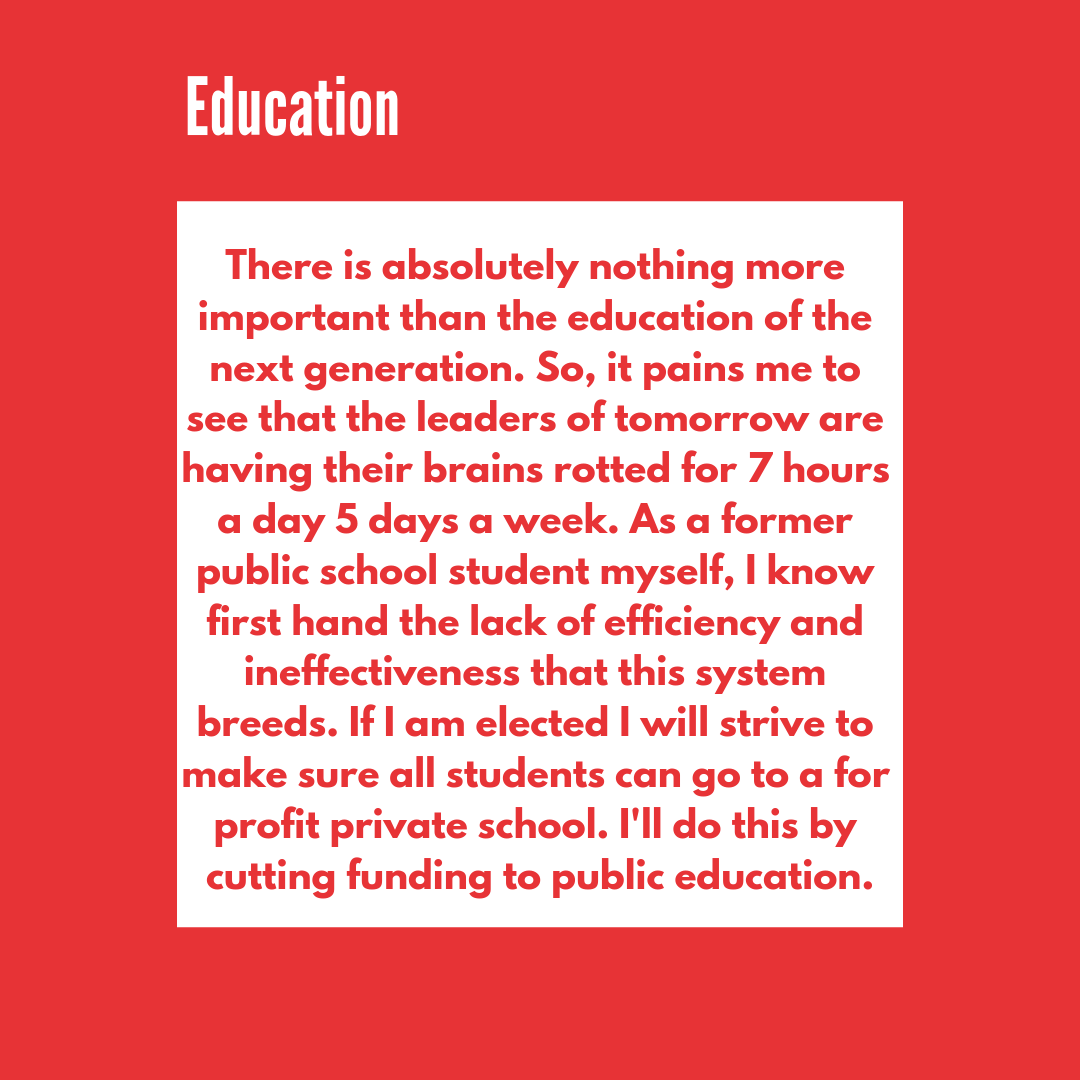 Education
There is absolutely nothing more
important than the education of the
next generation. So, it pains me to
see that the leaders of tomorrow are
having their brains rotted for 7 hours
a day 5 days a week. As a former
public school student myself, I know
first hand the lack of efficiency and
ineffectiveness that this system
breeds. If I am elected I will strive to
make sure all students can go to a for
profit private school. I'll do this by
cutting funding to public education.